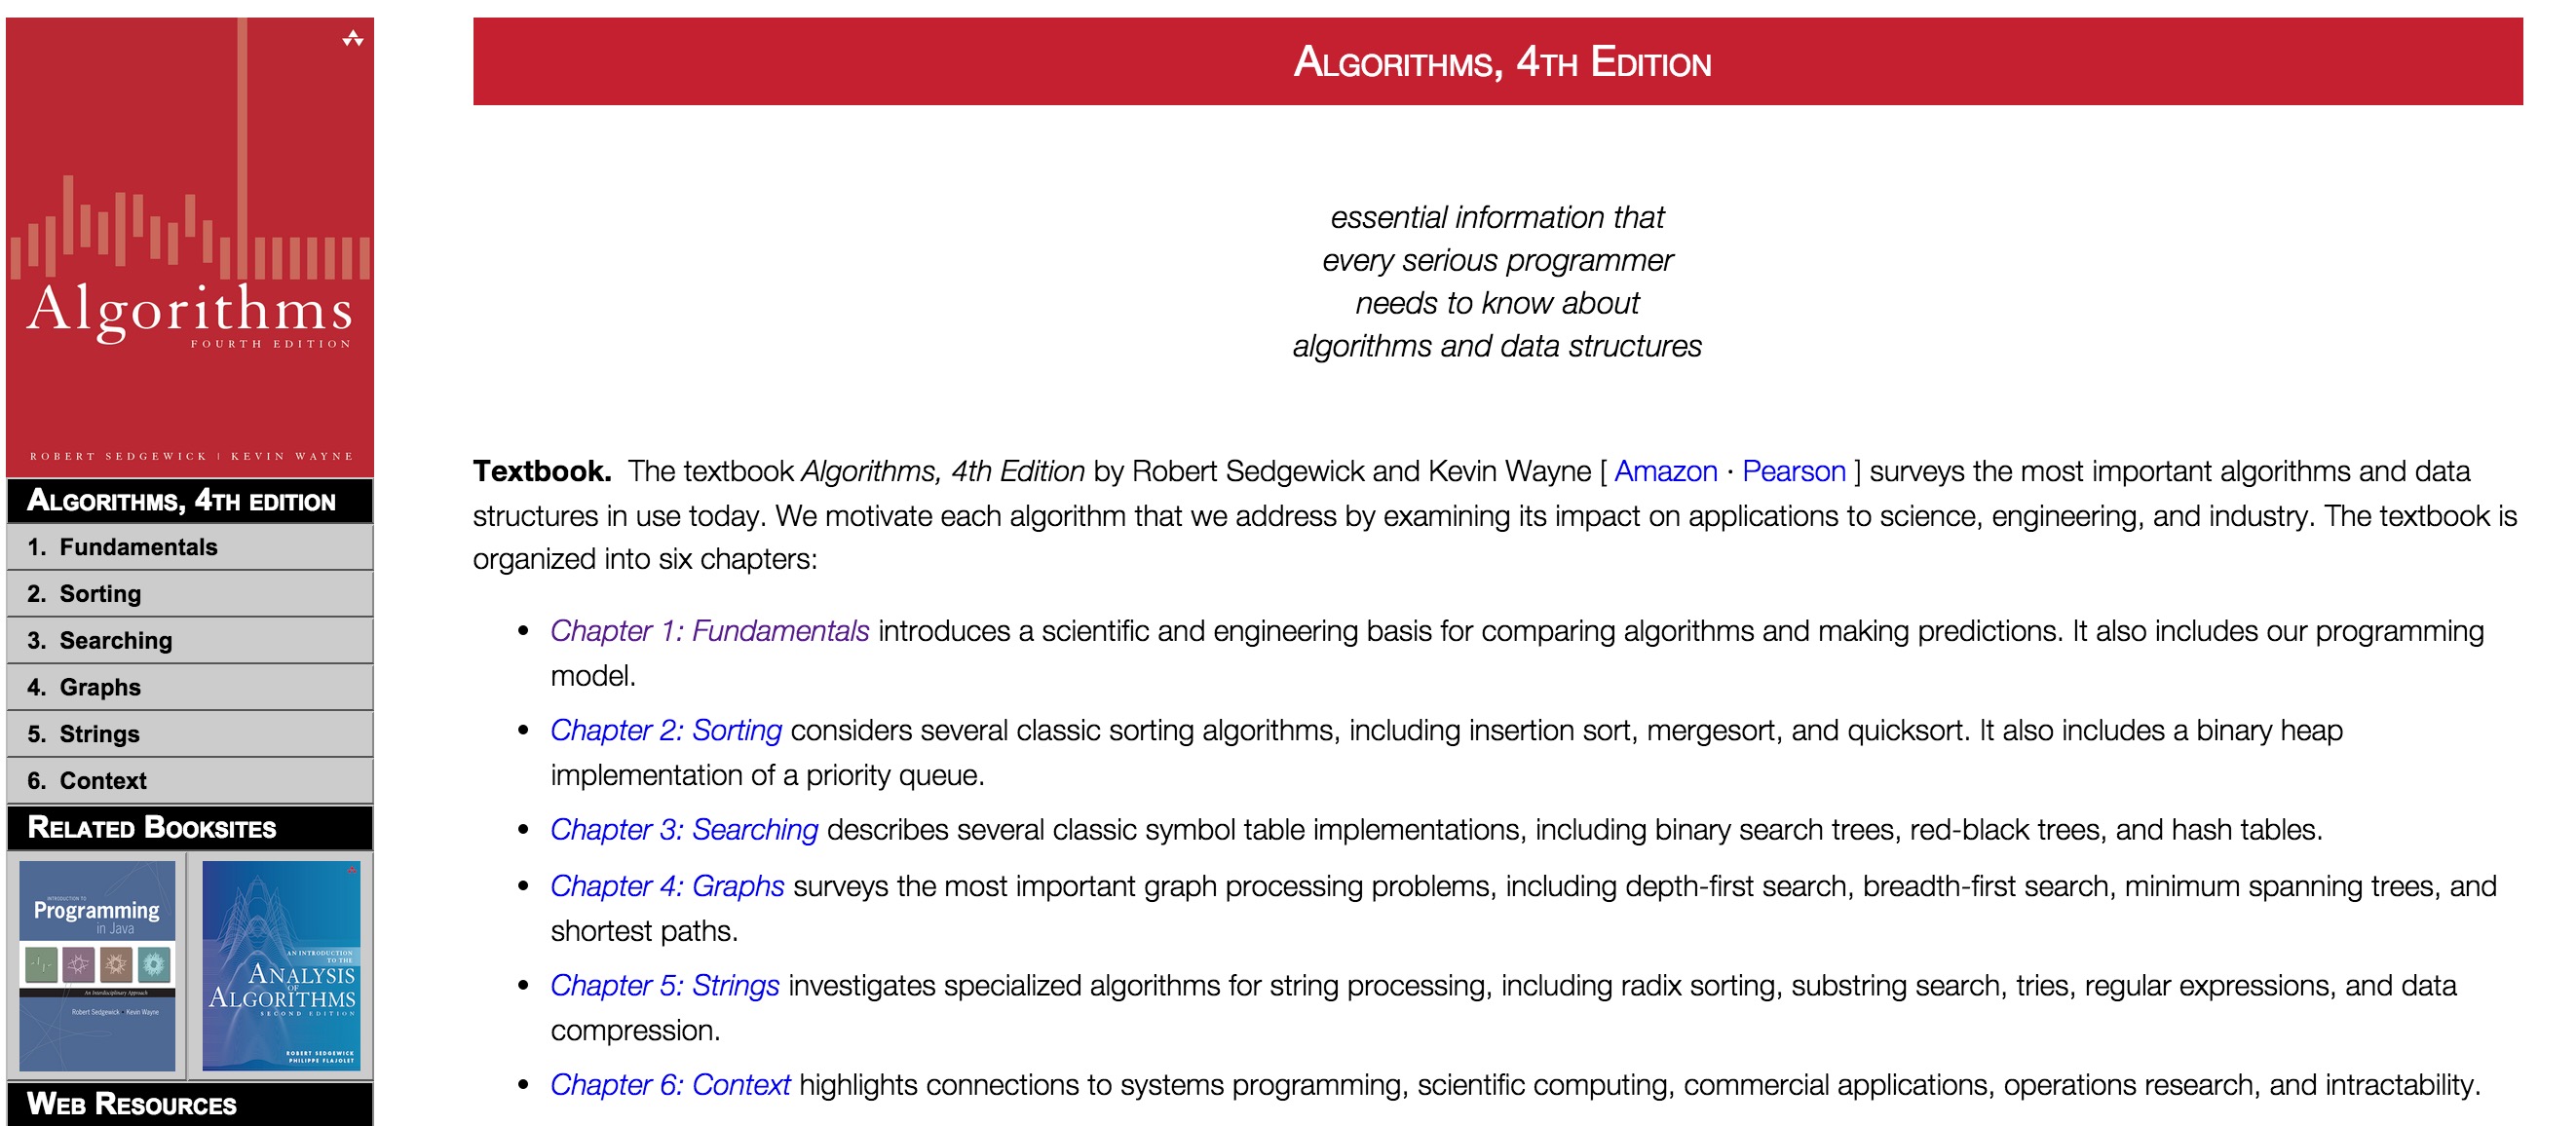 Algorithms
FOURTH EDITION
ROBERT SEDGEWICK | KEVIN WAYNE
ALGORITHMS, 4TH EDITION
1. Fundamentals
2. Sorting
3. Searching
4. Graphs
5. Strings
6. Context
RELATED BOOKSITES
INTRODUCTION TO
Programming
in Java
An Interdisciplinary Approach
Robert Sedgewick • Kevin Wayne
AN INTRODUCTION
TO THE
ANALYSIS
OF
ALGORITHMS
SECOND EDITION
ROBERT SEDGEWICK
PHILIPPE FLAJOLET
WEB RESOURCES
ALGORITHMS, 4TH EDITION
essential information that
every serious programmer
needs to know about
algorithms and data structures
Textbook. The textbook Algorithms, 4th Edition by Robert Sedgewick and Kevin Wayne [ Amazon · Pearson ] surveys the most important algorithms and data
structures in use today. We motivate each algorithm that we address by examining its impact on applications to science, engineering, and industry. The textbook is
organized into six chapters:
• Chapter 1: Fundamentals introduces a scientific and engineering basis for comparing algorithms and making predictions. It also includes our programming
model.
• Chapter 2: Sorting considers several classic sorting algorithms, including insertion sort, mergesort, and quicksort. It also includes a binary heap
implementation of a priority queue.
• Chapter 3: Searching describes several classic symbol table implementations, including binary search trees, red-black trees, and hash tables.
• Chapter 4: Graphs surveys the most important graph processing problems, including depth-first search, breadth-first search, minimum spanning trees, and
shortest paths.
• Chapter 5: Strings investigates specialized algorithms for string processing, including radix sorting, substring search, tries, regular expressions, and data
compression.
• Chapter 6: Context highlights connections to systems programming, scientific computing, commercial applications, operations research, and intractability.